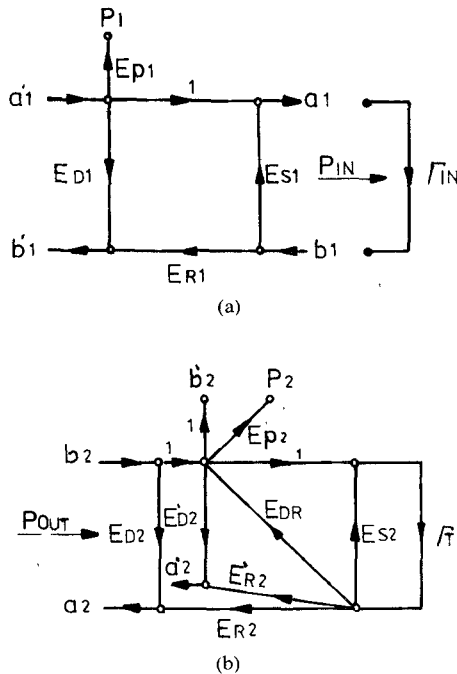 P1
Ep1
a'1 1 a1
ED1 ES1 PIN ΓIN
b'1 ER1 b1
(a)
b'2 P2
1 Ep2
b2 1 1
POUT ED2 E'D2 EDR ES2 ΓT
a'2 E'R2
a2 ER2
(b)